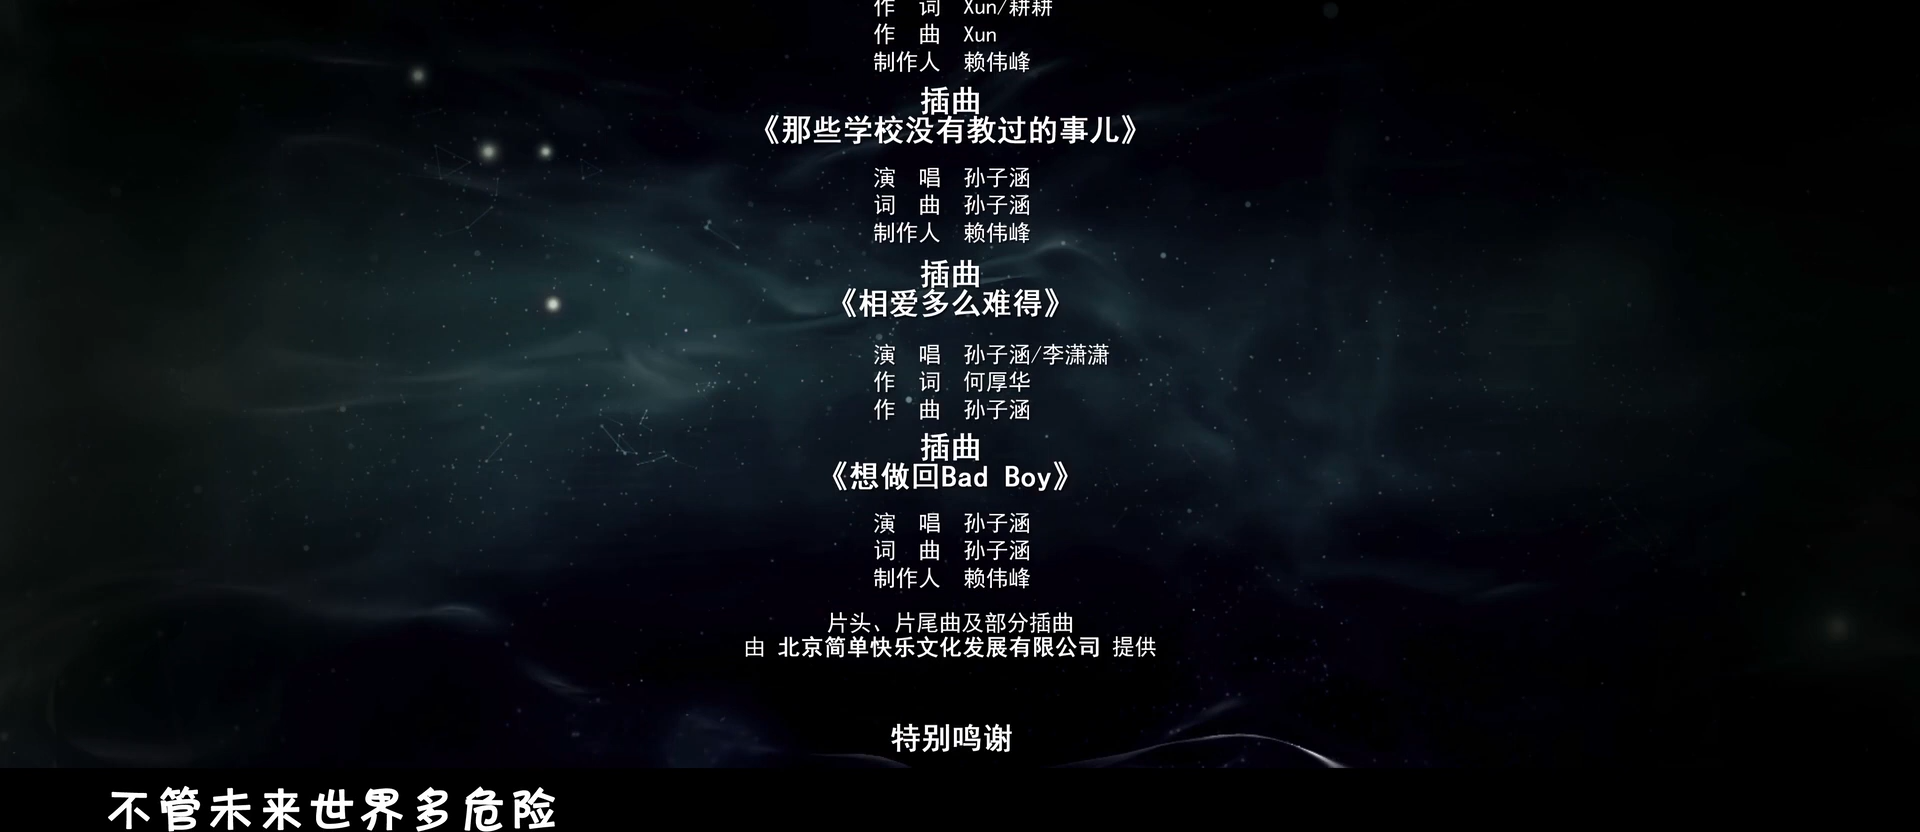 作 词 Xun/耕耕
作 曲 Xun
制作人 赖伟峰
插曲
《那些学校没有教过的事儿》
演 唱 孙子涵
词 曲 孙子涵
制作人 赖伟峰
插曲
《相爱多么难得》
演 唱 孙子涵/李潇潇
作 词 何厚华
作 曲 孙子涵
插曲
《想做回Bad Boy》
演 唱 孙子涵
词 曲 孙子涵
制作人 赖伟峰
片头、片尾曲及部分插曲
由 北京简单快乐文化发展有限公司 提供
特别鸣谢
不管未来世界多危险